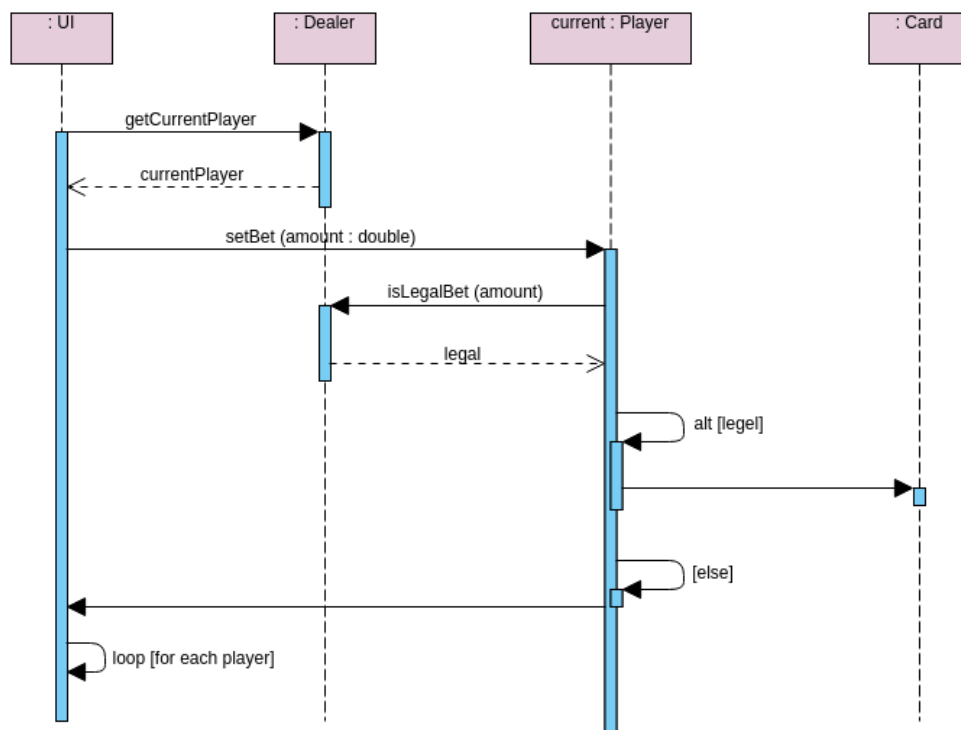 : UI
: Dealer
current : Player
: Card
getCurrentPlayer
currentPlayer
setBet (amount : double)
isLegalBet (amount)
legal
alt [legel]
[else]
loop [for each player]